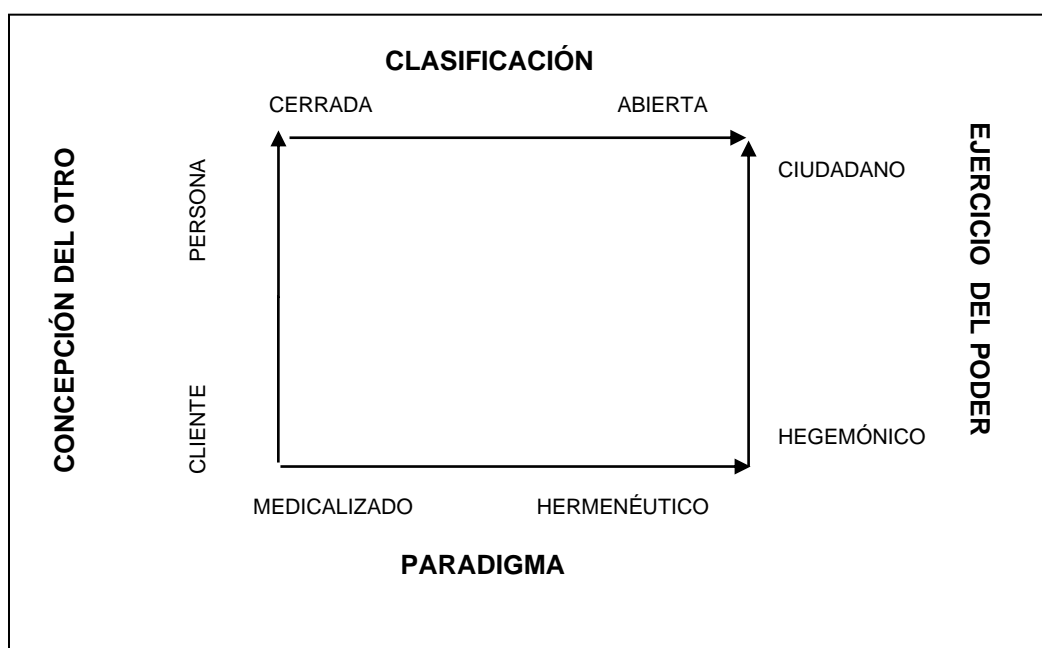 CLASIFICACIÓN
CERRADA
ABIERTA
CONCEPCIÓN DEL OTRO
PERSONA
CLIENTE
CIUDADANO
HEGEMÓNICO
EJERCICIO DEL PODER
MEDICALIZADO
HERMENÉUTICO
PARADIGMA